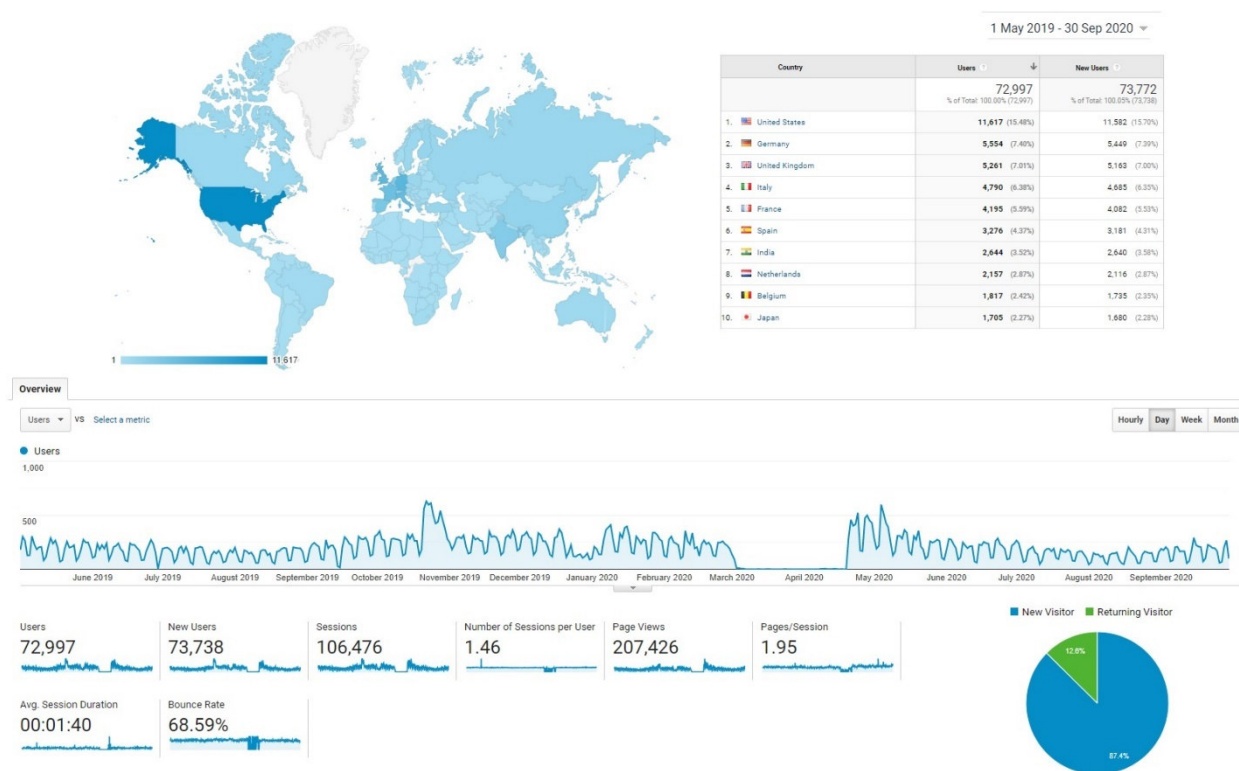 1 May 2019 - 30 Sep 2020
Country Users New Users
72,997 73,772
% of Total: 100.00% (72,997) % of Total: 100.05% (73,738)
1. United States 11,617 (15.48%) 11,582 (15.70%)
2. Germany 5,554 (7.40%) 5,449 (7.39%)
3. United Kingdom 5,261 (7.01%) 5,163 (7.00%)
4. Italy 4,790 (6.38%) 4,685 (6.35%)
5. France 4,195 (5.59%) 4,082 (5.53%)
6. Spain 3,276 (4.37%) 3,181 (4.31%)
7. India 2,644 (3.52%) 2,640 (3.58%)
8. Netherlands 2,157 (2.87%) 2,116 (2.87%)
9. Belgium 1,817 (2.42%) 1,735 (2.35%)
10. Japan 1,705 (2.27%) 1,680 (2.28%)
1 11,617
Overview
Users VS Select a metric
Hourly Day Week Month
Users
1,000
500
June 2019 July 2019 August 2019 September 2019 October 2019 November 2019 December 2019 January 2020 February 2020 March 2020 April 2020 May 2020 June 2020 July 2020 August 2020 September 2020
New Visitor Returning Visitor
Users New Users Sessions Number of Sessions per User Page Views Pages/Session
72,997 73,738 106,476 1.46 207,426 1.95
12.6%
Avg. Session Duration Bounce Rate
00:01:40 68.59%
87.4%